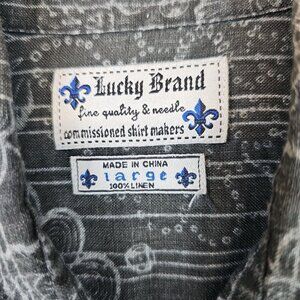 Lucky Brand
fine quality & needle
commissioned shirt makers
MADE IN CHINA
large
100% LINEN